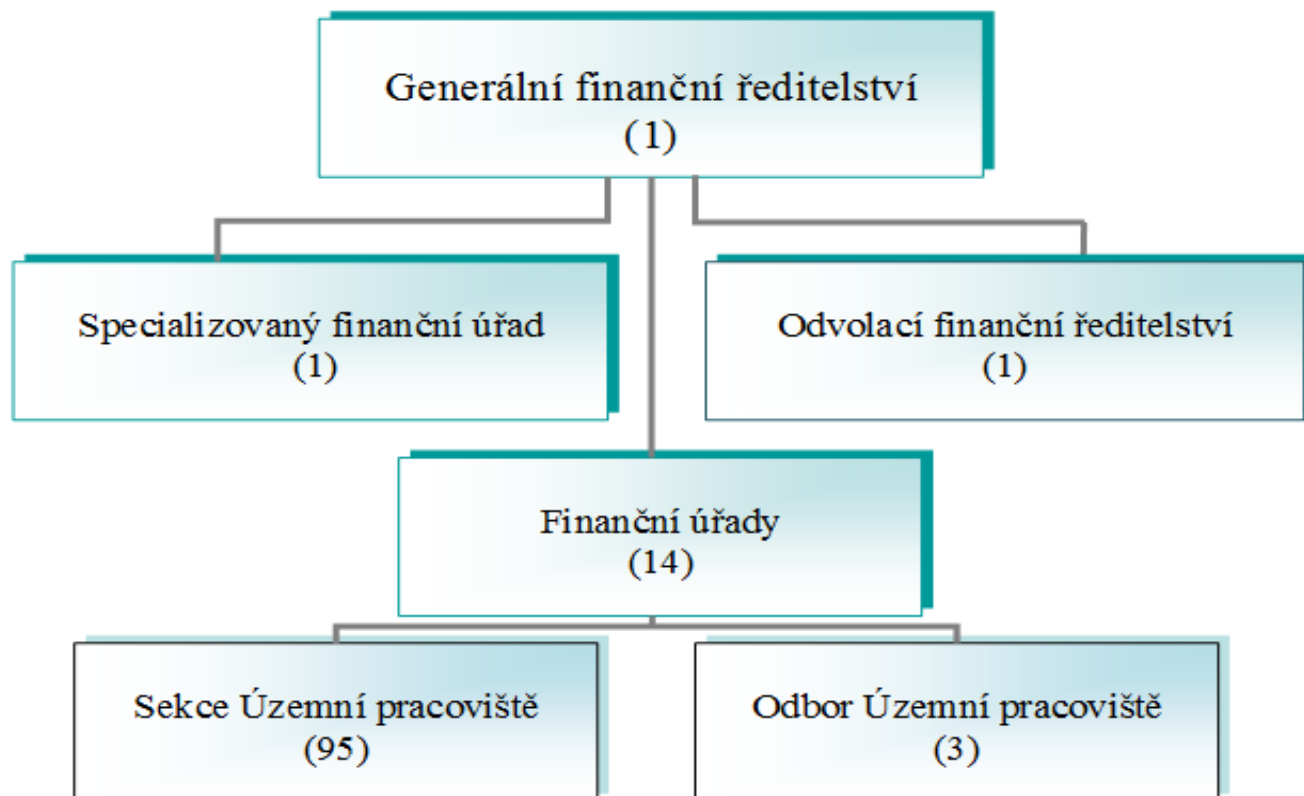 Generální finanční ředitelství
(1)
Specializovaný finanční úřad
(1)
Odvolací finanční ředitelství
(1)
Finanční úřady
(14)
Sekce Územní pracoviště
(95)
Odbor Územní pracoviště
(3)